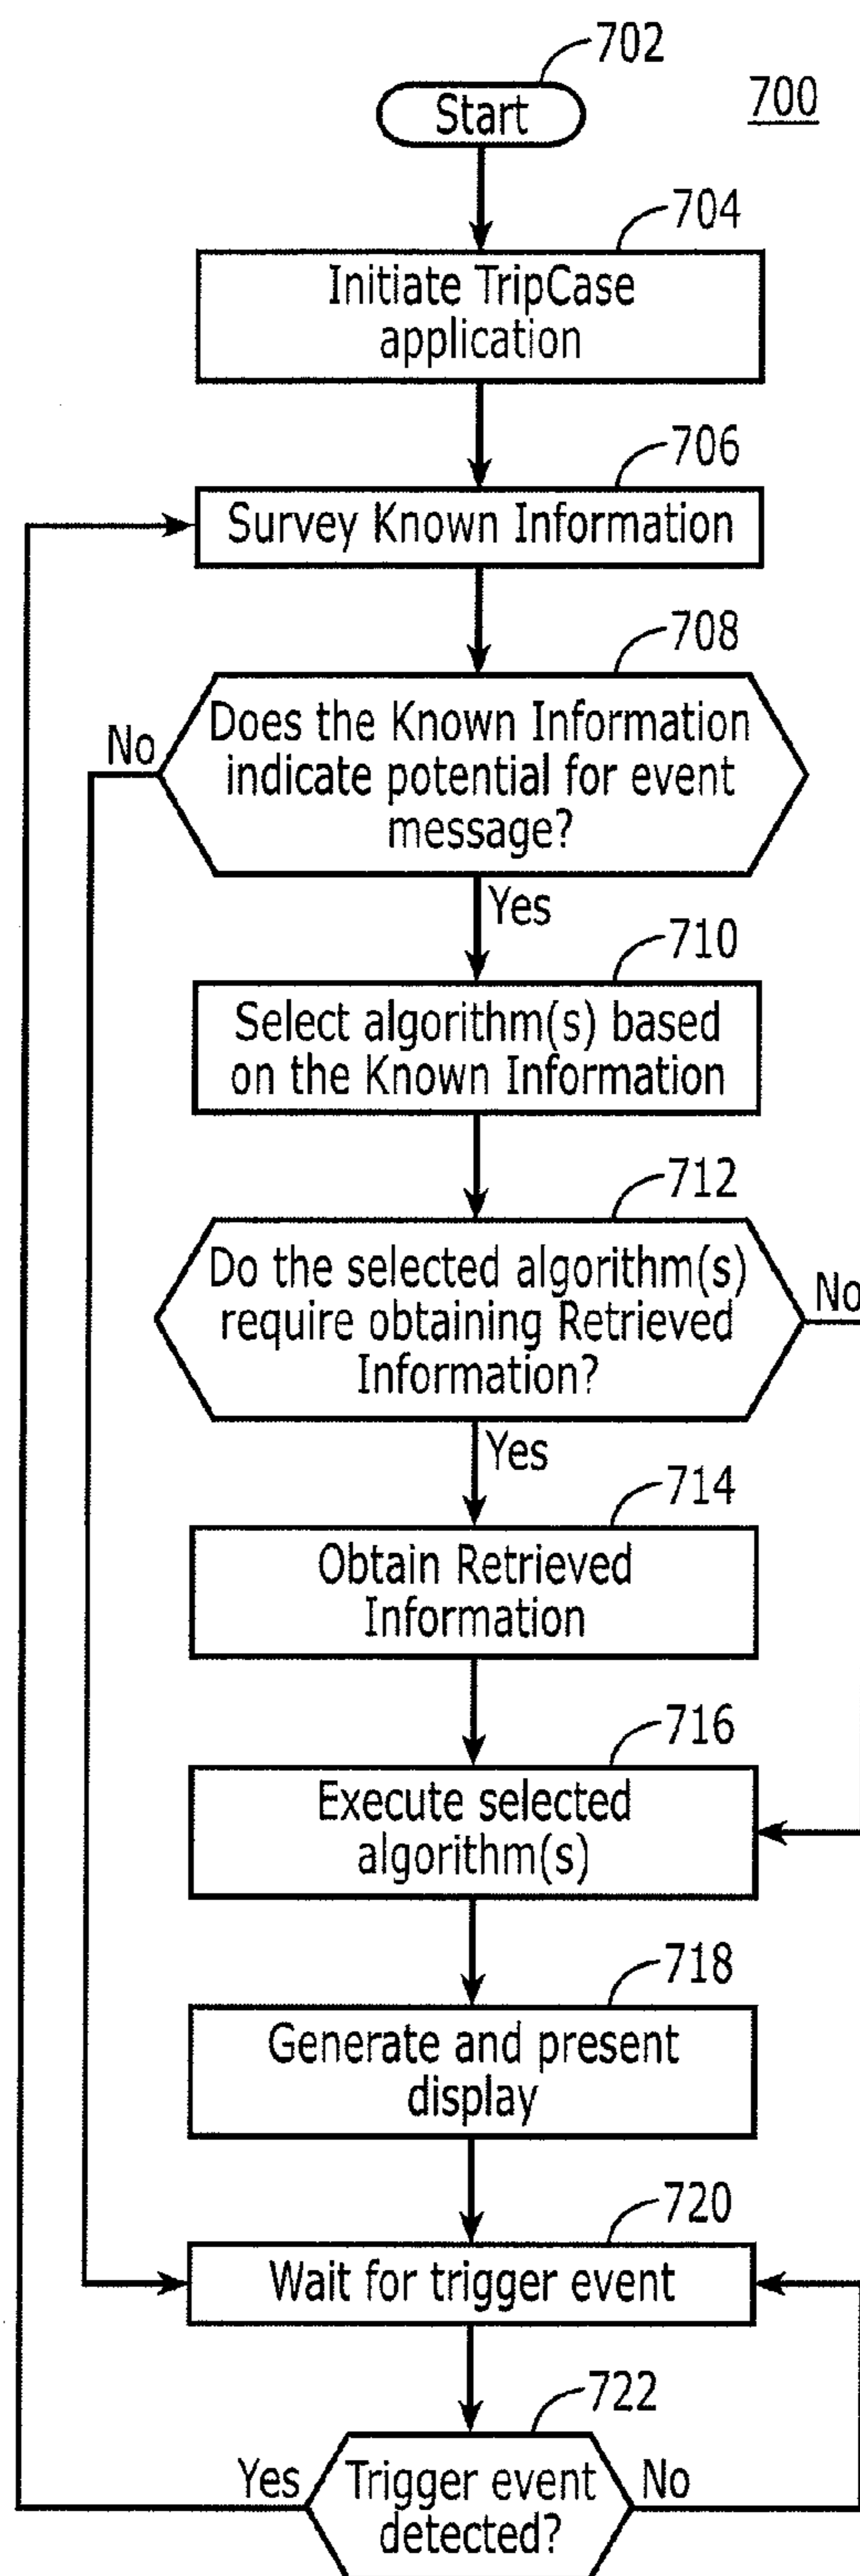 702
Start
700
704
Initiate TripCase
application
706
Survey Known Information
708
Does the Known Information
indicate potential for event
message?
No
Yes
710
Select algorithm(s) based
on the Known Information
712
Do the selected algorithm(s)
require obtaining Retrieved
Information?
No
Yes
714
Obtain Retrieved
Information
716
Execute selected
algorithm(s)
718
Generate and present
display
720
Wait for trigger event
722
Yes
Trigger event
detected?
No